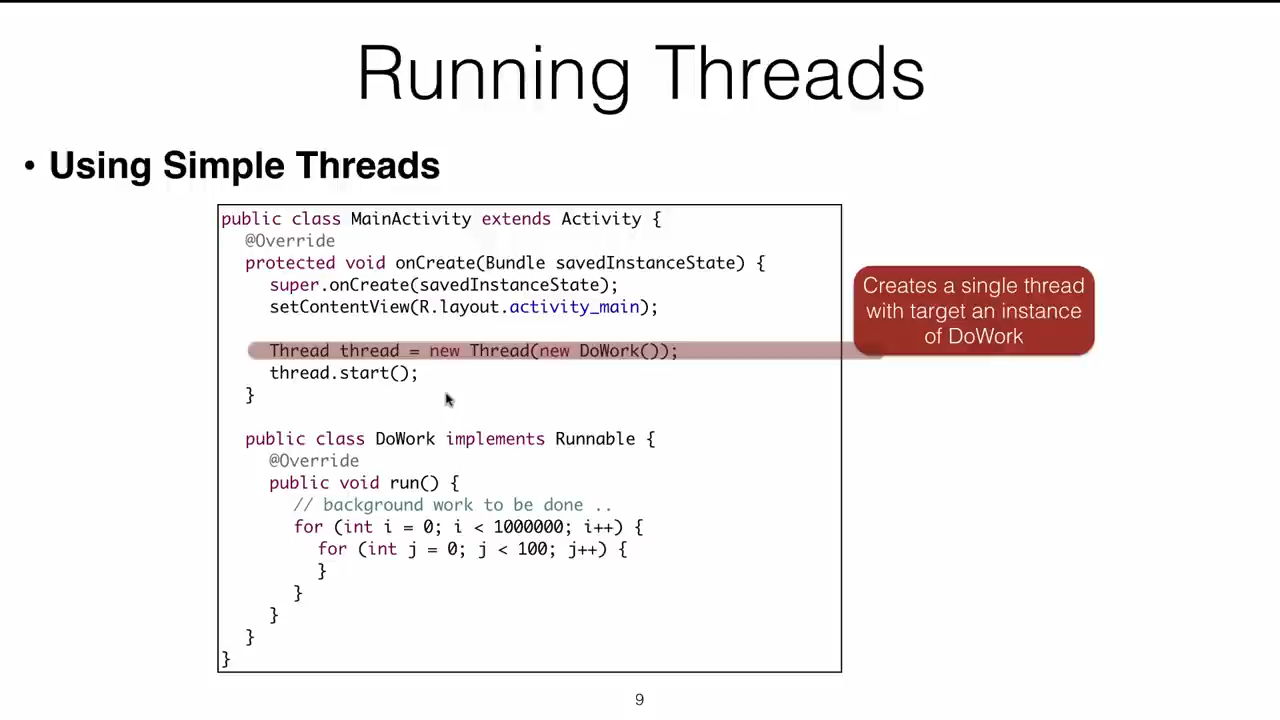 Running Threads
• Using Simple Threads
public class MainActivity extends Activity {
@Override
protected void onCreate(Bundle savedInstanceState) {
super.onCreate(savedInstanceState);
setContentView(R.layout.activity_main);
Thread thread = new Thread(new DoWork());
thread.start();
}
public class DoWork implements Runnable {
@Override
public void run() {
// background work to be done ..
for (int i = 0; i < 1000000; i++) {
for (int j = 0; j < 100; j++) {
}
}
}
}
}
Creates a single thread
with target an instance
of DoWork
9